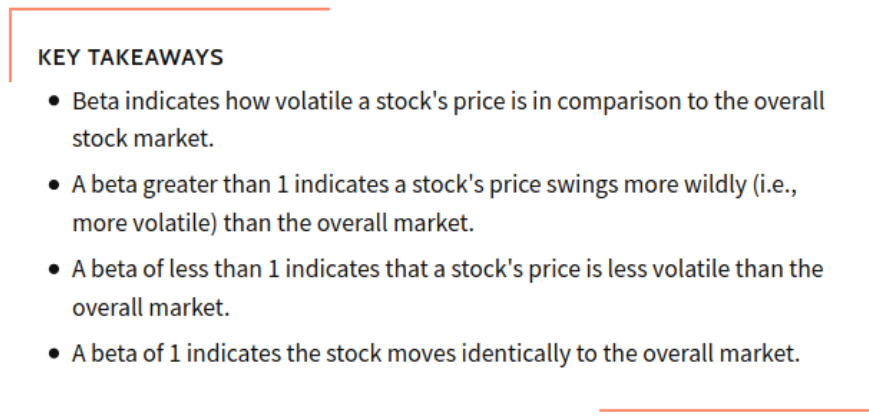 KEY TAKEAWAYS
• Beta indicates how volatile a stock's price is in comparison to the overall
stock market.
• A beta greater than 1 indicates a stock's price swings more wildly (i.e.,
more volatile) than the overall market.
• A beta of less than 1 indicates that a stock's price is less volatile than the
overall market.
• A beta of 1 indicates the stock moves identically to the overall market.